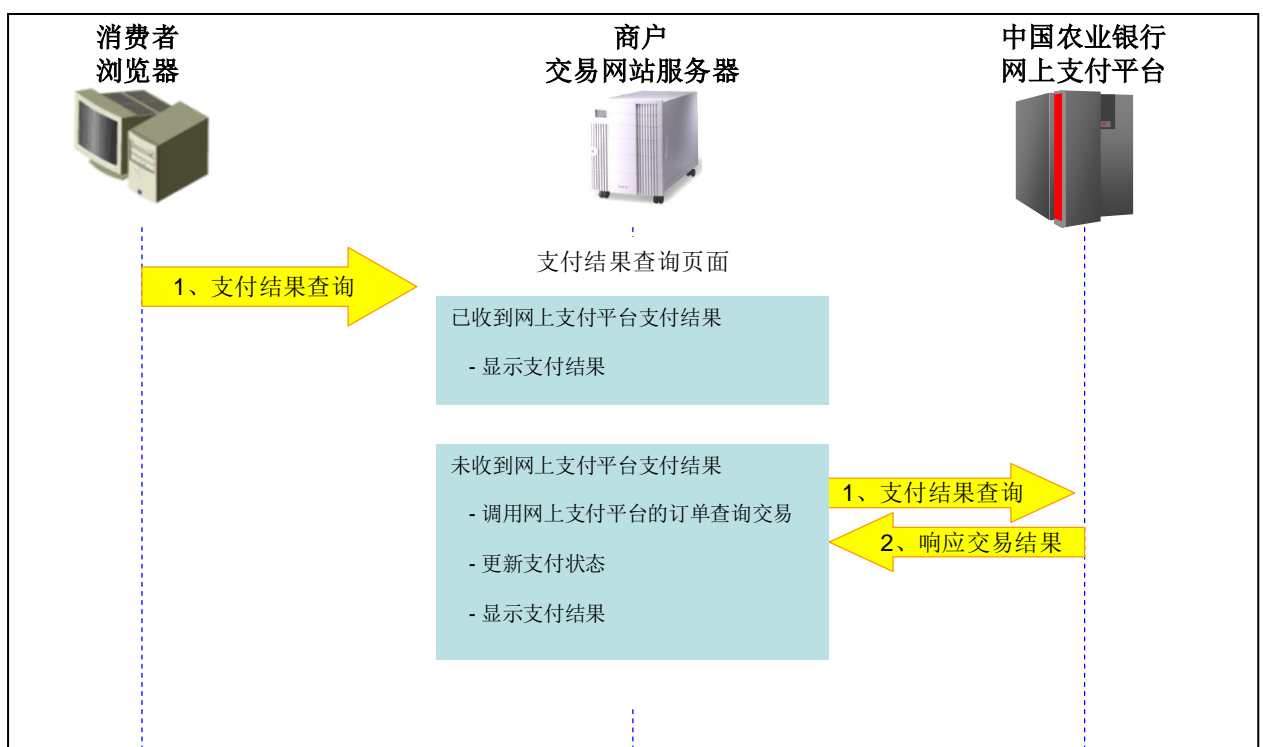 消费者
浏览器
商户
交易网站服务器
中国农业银行
网上支付平台
支付结果查询页面
1、支付结果查询
已收到网上支付平台支付结果
- 显示支付结果
未收到网上支付平台支付结果
- 调用网上支付平台的订单查询交易
- 更新支付状态
- 显示支付结果
1、支付结果查询
2、响应交易结果